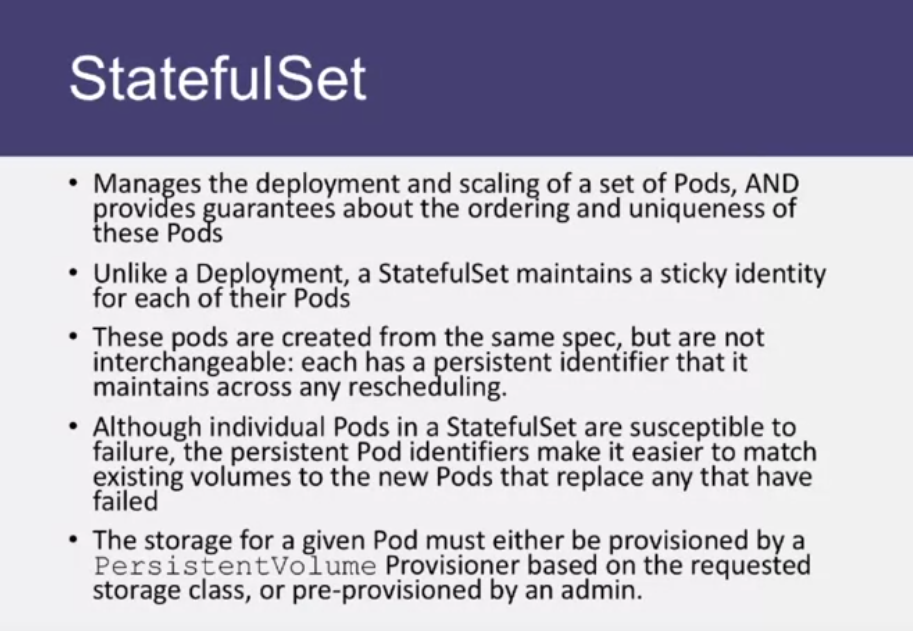 StatefulSet
• Manages the deployment and scaling of a set of Pods, AND
provides guarantees about the ordering and uniqueness of
these Pods
• Unlike a Deployment, a StatefulSet maintains a sticky identity
for each of their Pods
• These pods are created from the same spec, but are not
interchangeable: each has a persistent identifier that it
maintains across any rescheduling.
• Although individual Pods in a StatefulSet are susceptible to
failure, the persistent Pod identifiers make it easier to match
existing volumes to the new Pods that replace any that have
failed
• The storage for a given Pod must either be provisioned by a
PersistentVolume Provisioner based on the requested
storage class, or pre-provisioned by an admin.